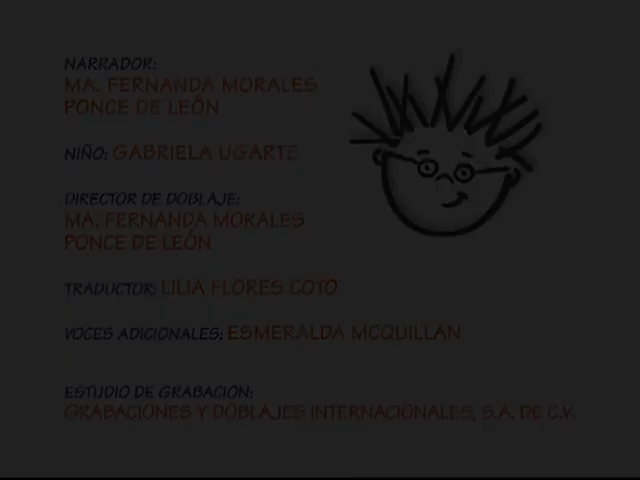 NARRADOR:
MA. FERNANDA MORALES
PONCE DE LEÓN
NIÑO: GABRIELA UGARTE
DIRECTOR DE DOBLAJE:
MA. FERNANDA MORALES
PONCE DE LEÓN
TRADUCTOR: LILIA FLORES COTO
VOCES ADICIONALES: ESMERALDA MCQUILLAN
ESTUDIO DE GRABACIÓN:
GRABACIONES Y DOBLAJES INTERNACIONALES, S.A. DE C.V.